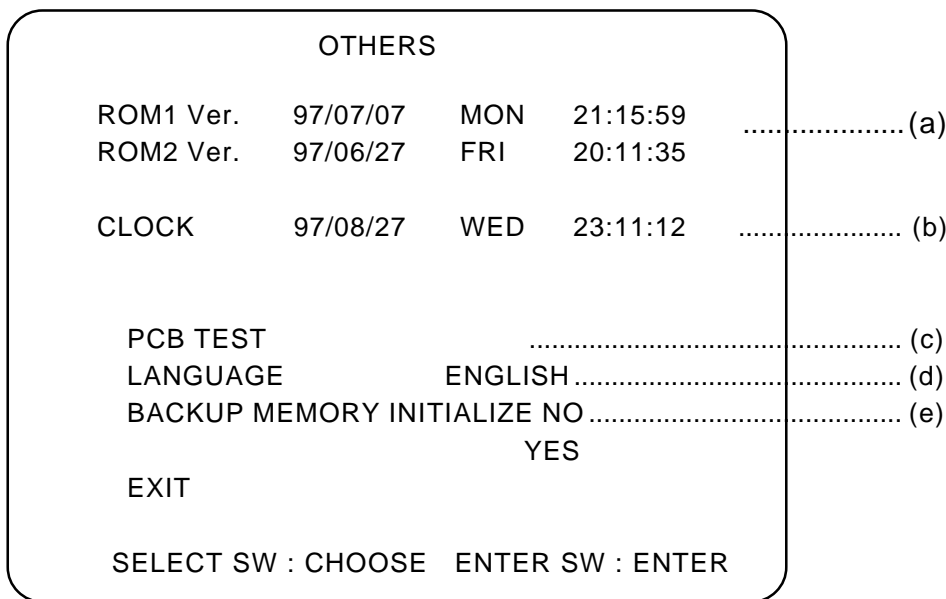 OTHERS
ROM1 Ver. 97/07/07 MON 21:15:59
.....................(a)
ROM2 Ver. 97/06/27 FRI 20:11:35
CLOCK 97/08/27 WED 23:11:12 ...................... (b)
PCB TEST .................................................. (c)
LANGUAGE ENGLISH............................................ (d)
BACKUP MEMORY INITIALIZE NO.......................................... (e)
YES
EXIT
SELECT SW : CHOOSE ENTER SW : ENTER